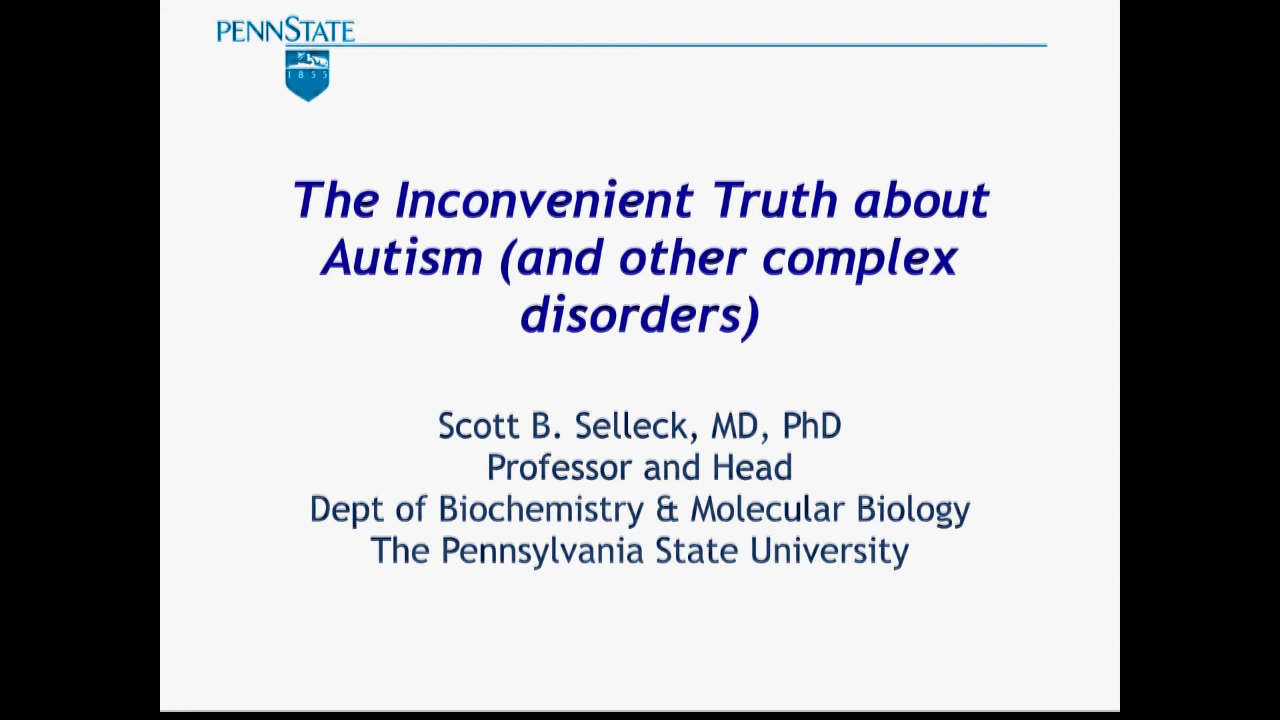 PENNSTATE
1855
The Inconvenient Truth about
Autism (and other complex
disorders)
Scott B. Selleck, MD, PhD
Professor and Head
Dept of Biochemistry & Molecular Biology
The Pennsylvania State University